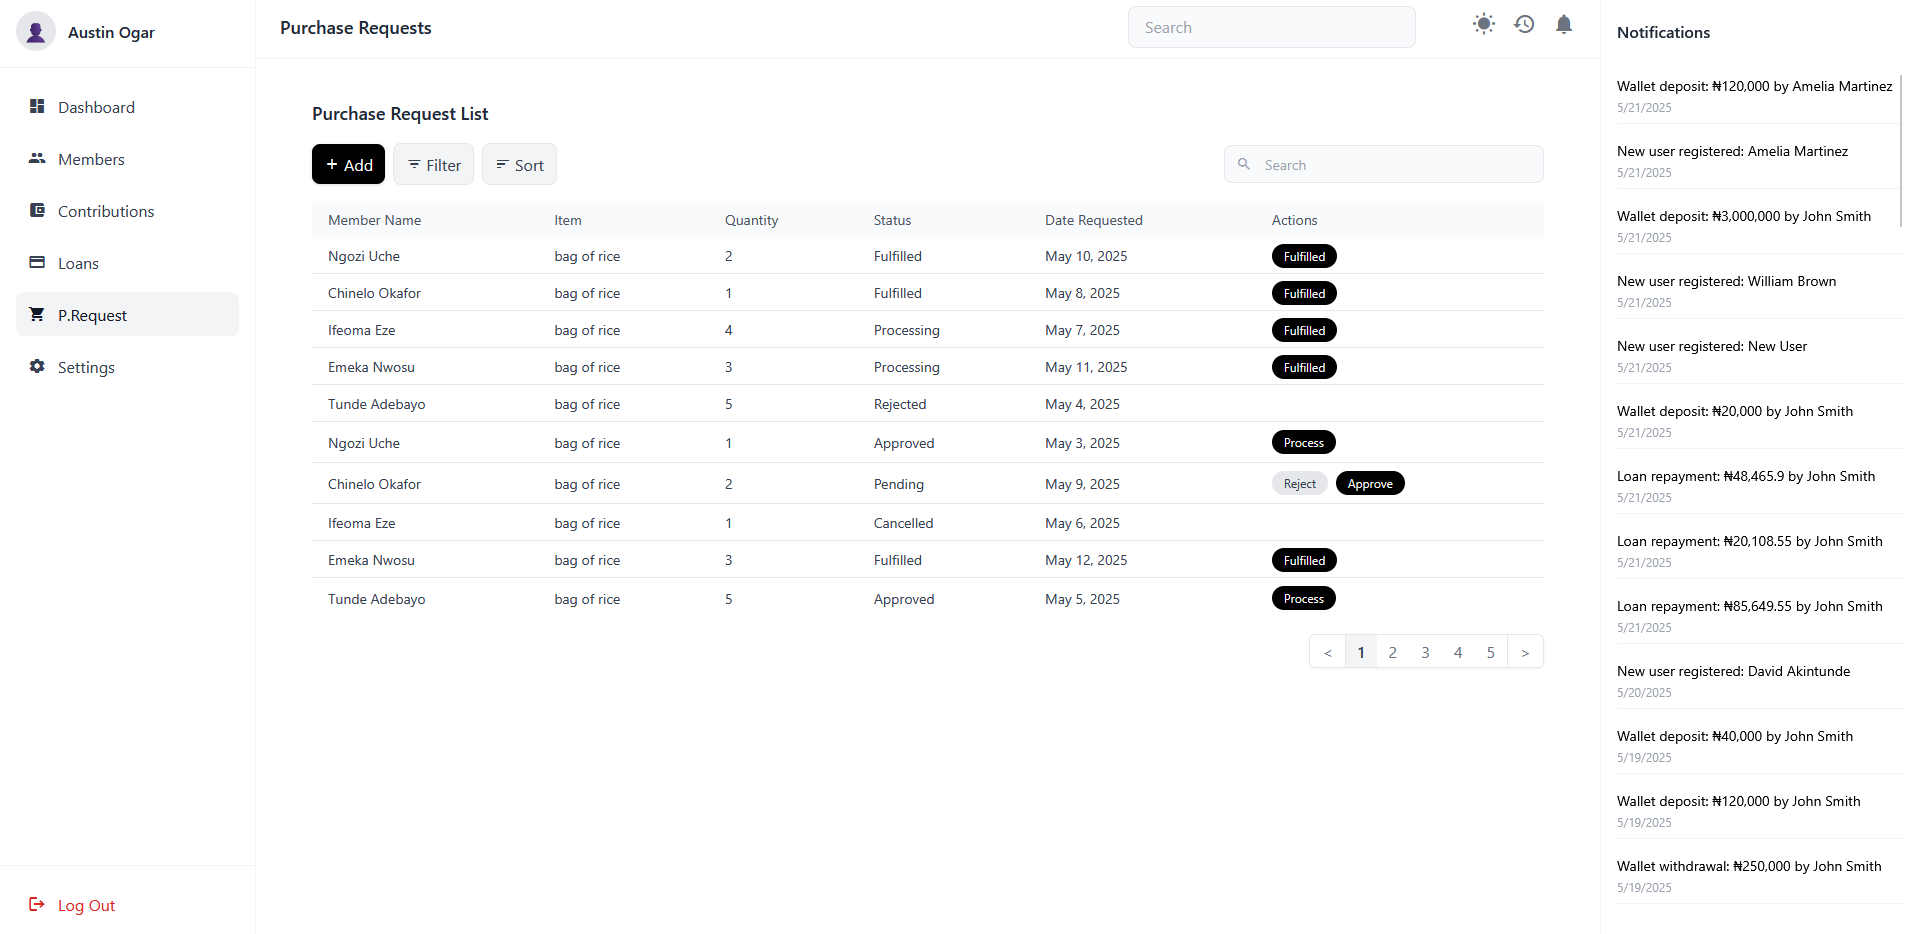 Austin Ogar
Dashboard
Members
Contributions
Loans
P.Request
Settings
Log Out
Purchase Requests
Search
Purchase Request List
+ Add Filter Sort Search
Member Name Item Quantity Status Date Requested Actions
Ngozi Uche bag of rice 2 Fulfilled May 10, 2025 Fulfilled
Chinelo Okafor bag of rice 1 Fulfilled May 8, 2025 Fulfilled
Ifeoma Eze bag of rice 4 Processing May 7, 2025 Fulfilled
Emeka Nwosu bag of rice 3 Processing May 11, 2025 Fulfilled
Tunde Adebayo bag of rice 5 Rejected May 4, 2025
Ngozi Uche bag of rice 1 Approved May 3, 2025 Process
Chinelo Okafor bag of rice 2 Pending May 9, 2025 Reject Approve
Ifeoma Eze bag of rice 1 Cancelled May 6, 2025
Emeka Nwosu bag of rice 3 Fulfilled May 12, 2025 Fulfilled
Tunde Adebayo bag of rice 5 Approved May 5, 2025 Process
< 1 2 3 4 5 >
Notifications
Wallet deposit: ₦120,000 by Amelia Martinez
5/21/2025
New user registered: Amelia Martinez
5/21/2025
Wallet deposit: ₦3,000,000 by John Smith
5/21/2025
New user registered: William Brown
5/21/2025
New user registered: New User
5/21/2025
Wallet deposit: ₦20,000 by John Smith
5/21/2025
Loan repayment: ₦48,465.9 by John Smith
5/21/2025
Loan repayment: ₦20,108.55 by John Smith
5/21/2025
Loan repayment: ₦85,649.55 by John Smith
5/21/2025
New user registered: David Akintunde
5/20/2025
Wallet deposit: ₦40,000 by John Smith
5/19/2025
Wallet deposit: ₦120,000 by John Smith
5/19/2025
Wallet withdrawal: ₦250,000 by John Smith
5/19/2025